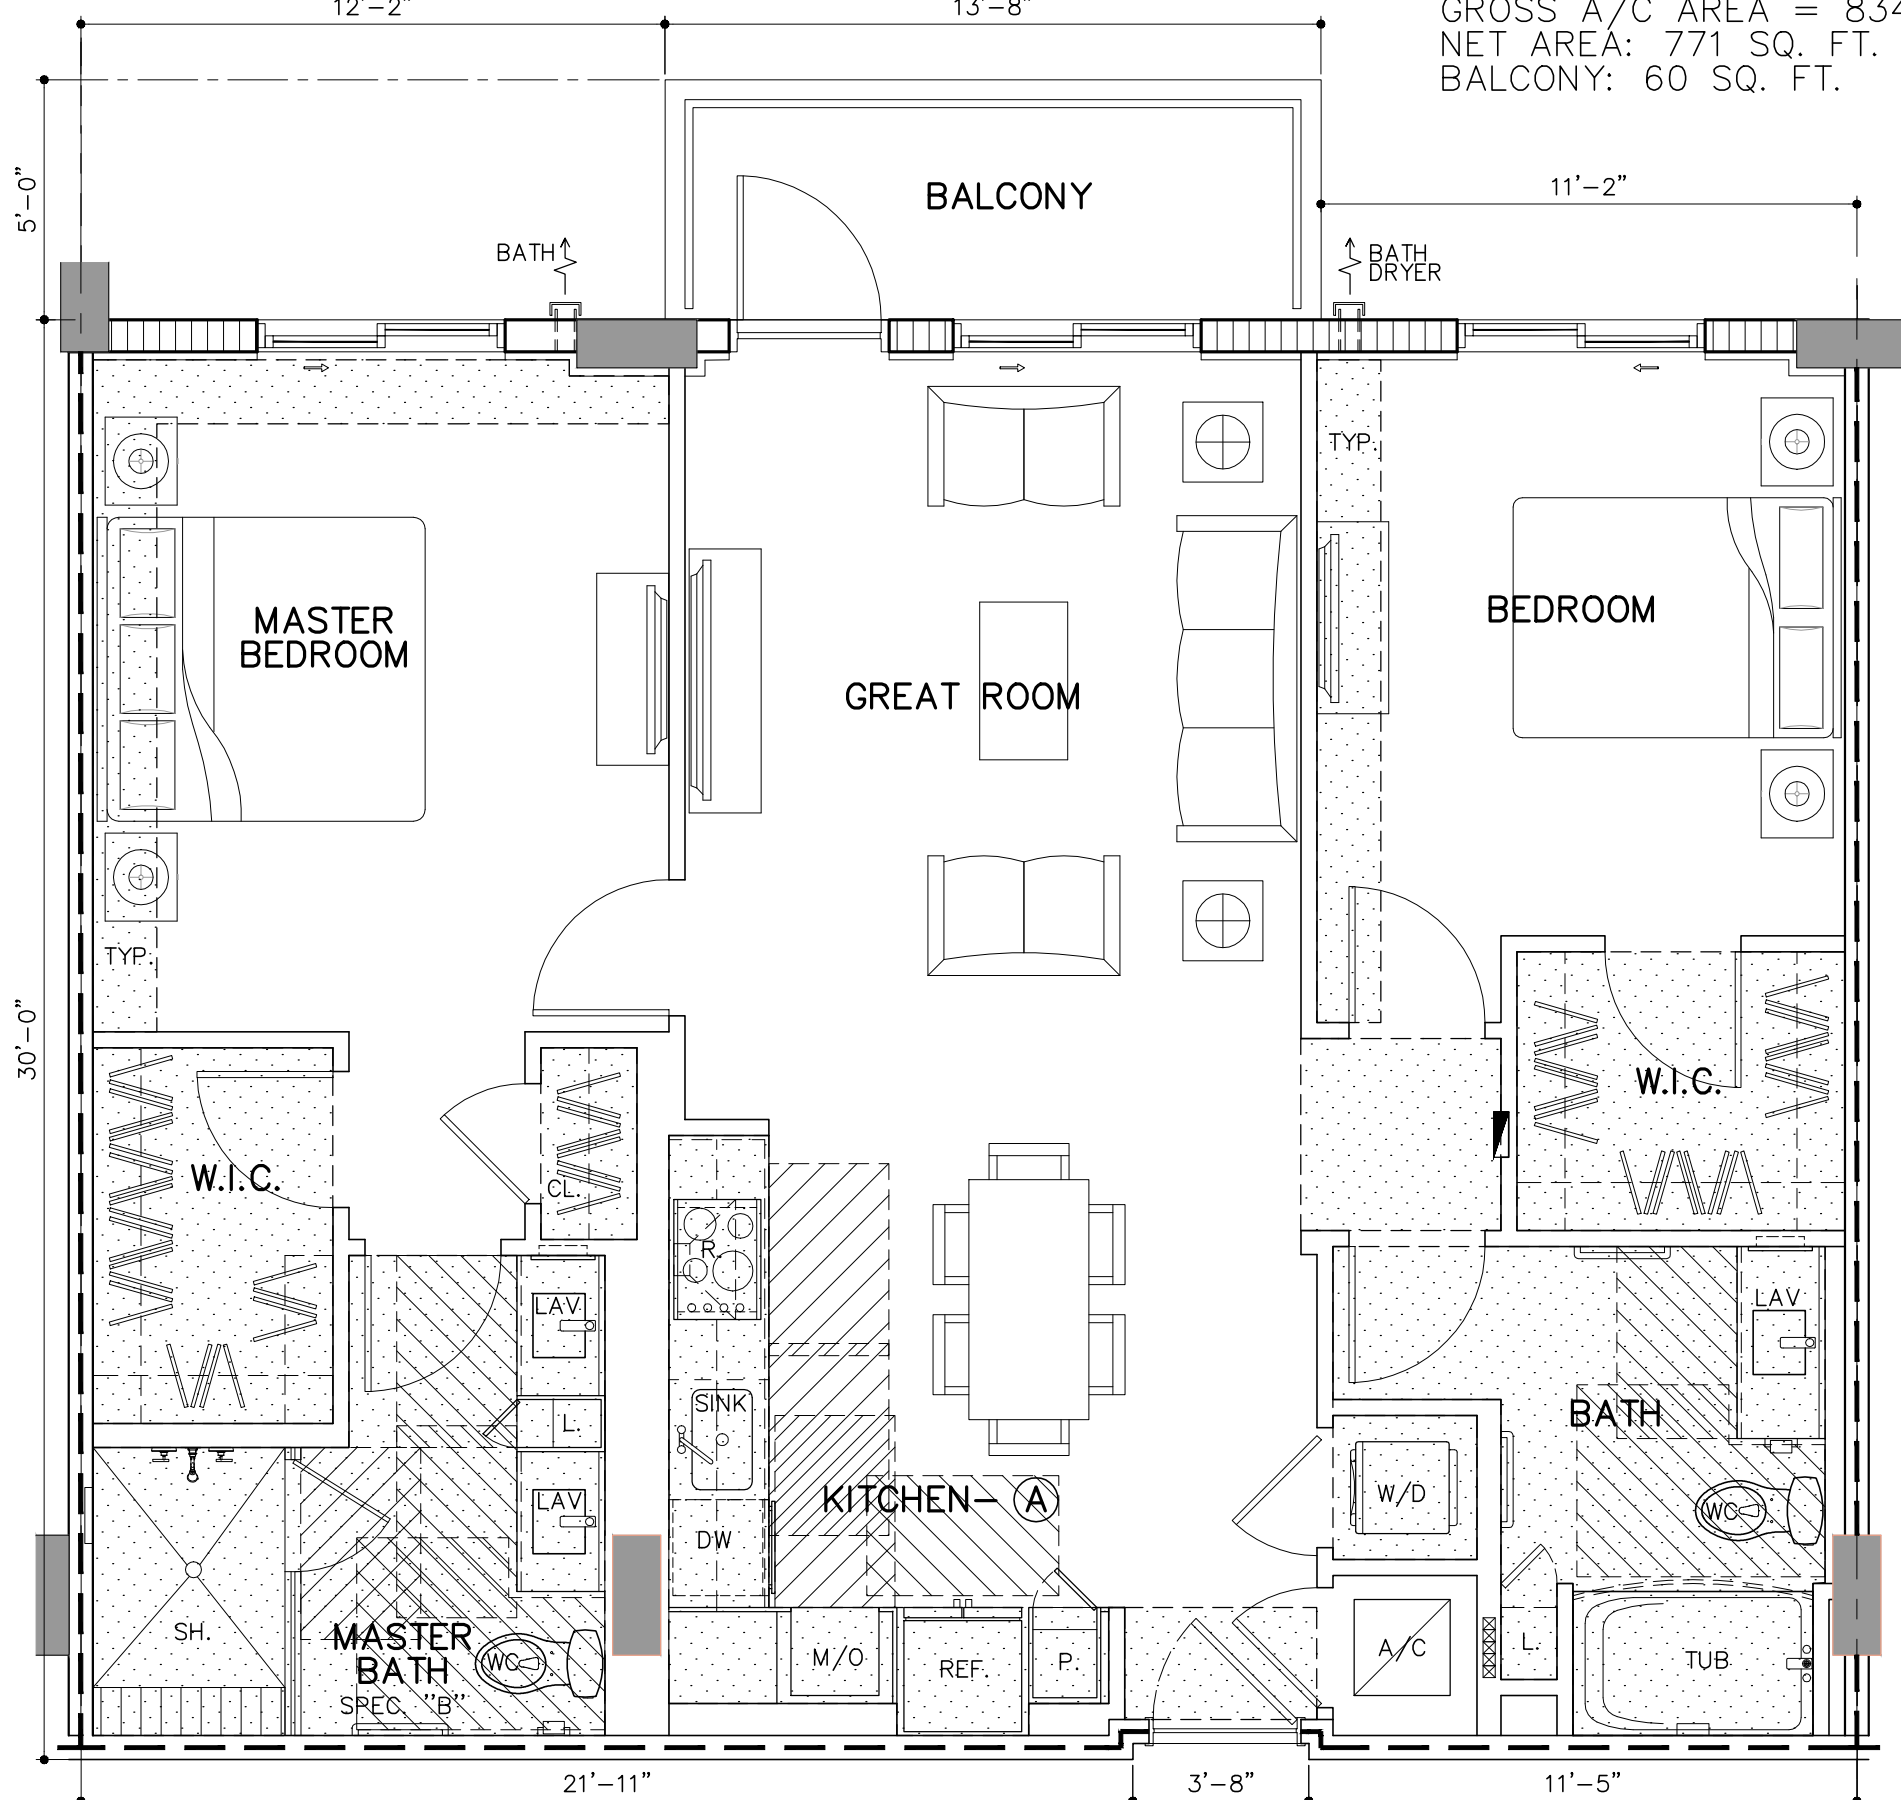 12'-2"
13'-8"
GROSS A/C AREA = 834
NET AREA: 771 SQ. FT.
BALCONY: 60 SQ. FT.
5'-0"
BALCONY
11'-2"
BATH
BATH
DRYER
TYP.
MASTER
BEDROOM
GREAT ROOM
BEDROOM
TYP.
30'-0"
W.I.C.
W.I.C.
CL.
R.
LAV
LAV
SINK
L.
BATH
KITCHEN- A
W/D
WC
LAV
DW
SH.
MASTER
BATH
SPEC. "B"
WC
M/O
REF.
P.
A/C
L.
TUB
21'-11"
3'-8"
11'-5"